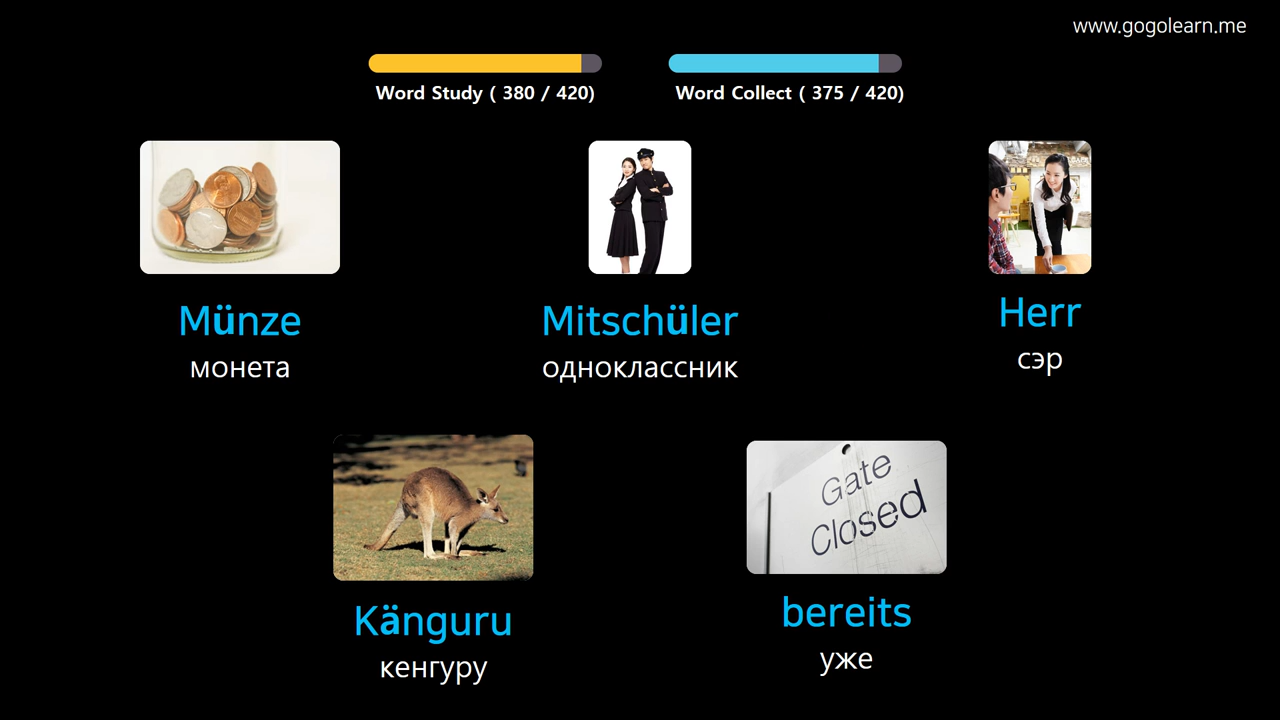 www.gogolearn.me
Word Study ( 380 / 420)
Word Collect ( 375 / 420)
Münze
монета
Mitschüler
одноклассник
Herr
сэр
Gate
Closed
Känguru
кенгуру
bereits
уже